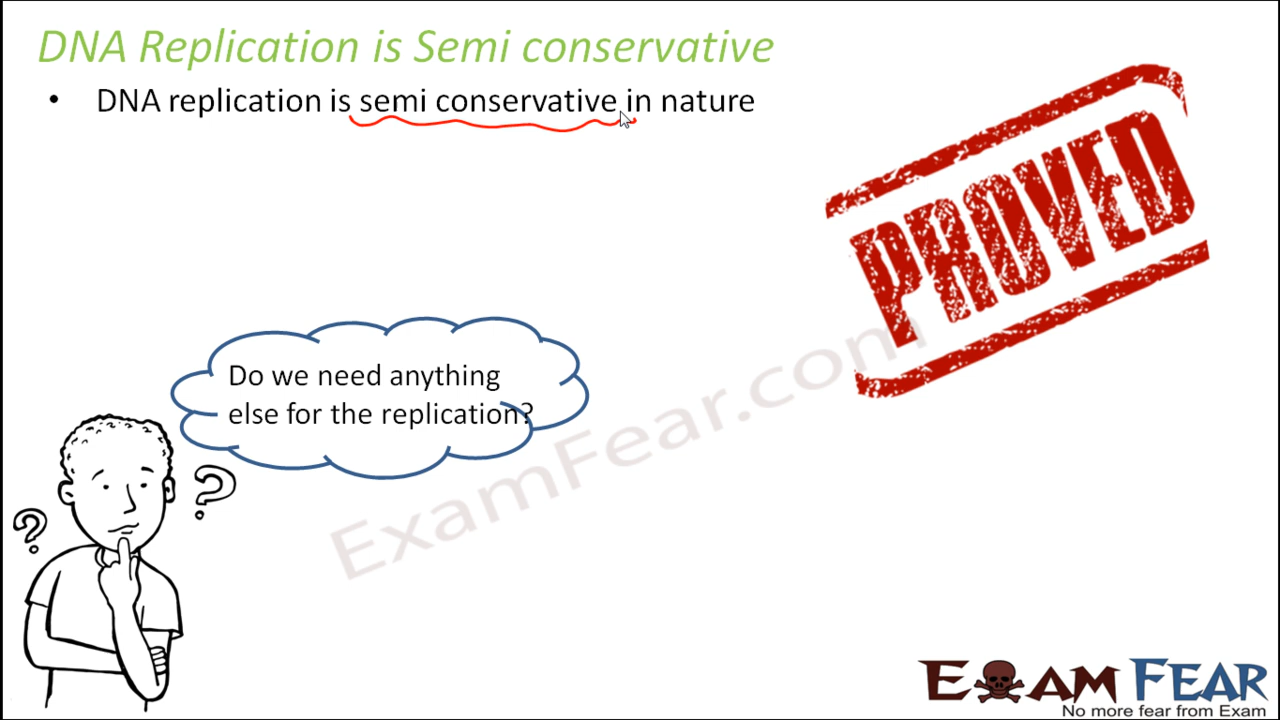 DNA Replication is Semi conservative
• DNA replication is semi conservative in nature
PROVED
Do we need anything
else for the replication?
?
?
ExamFear.com
EXAM FEAR
No more fear from Exam